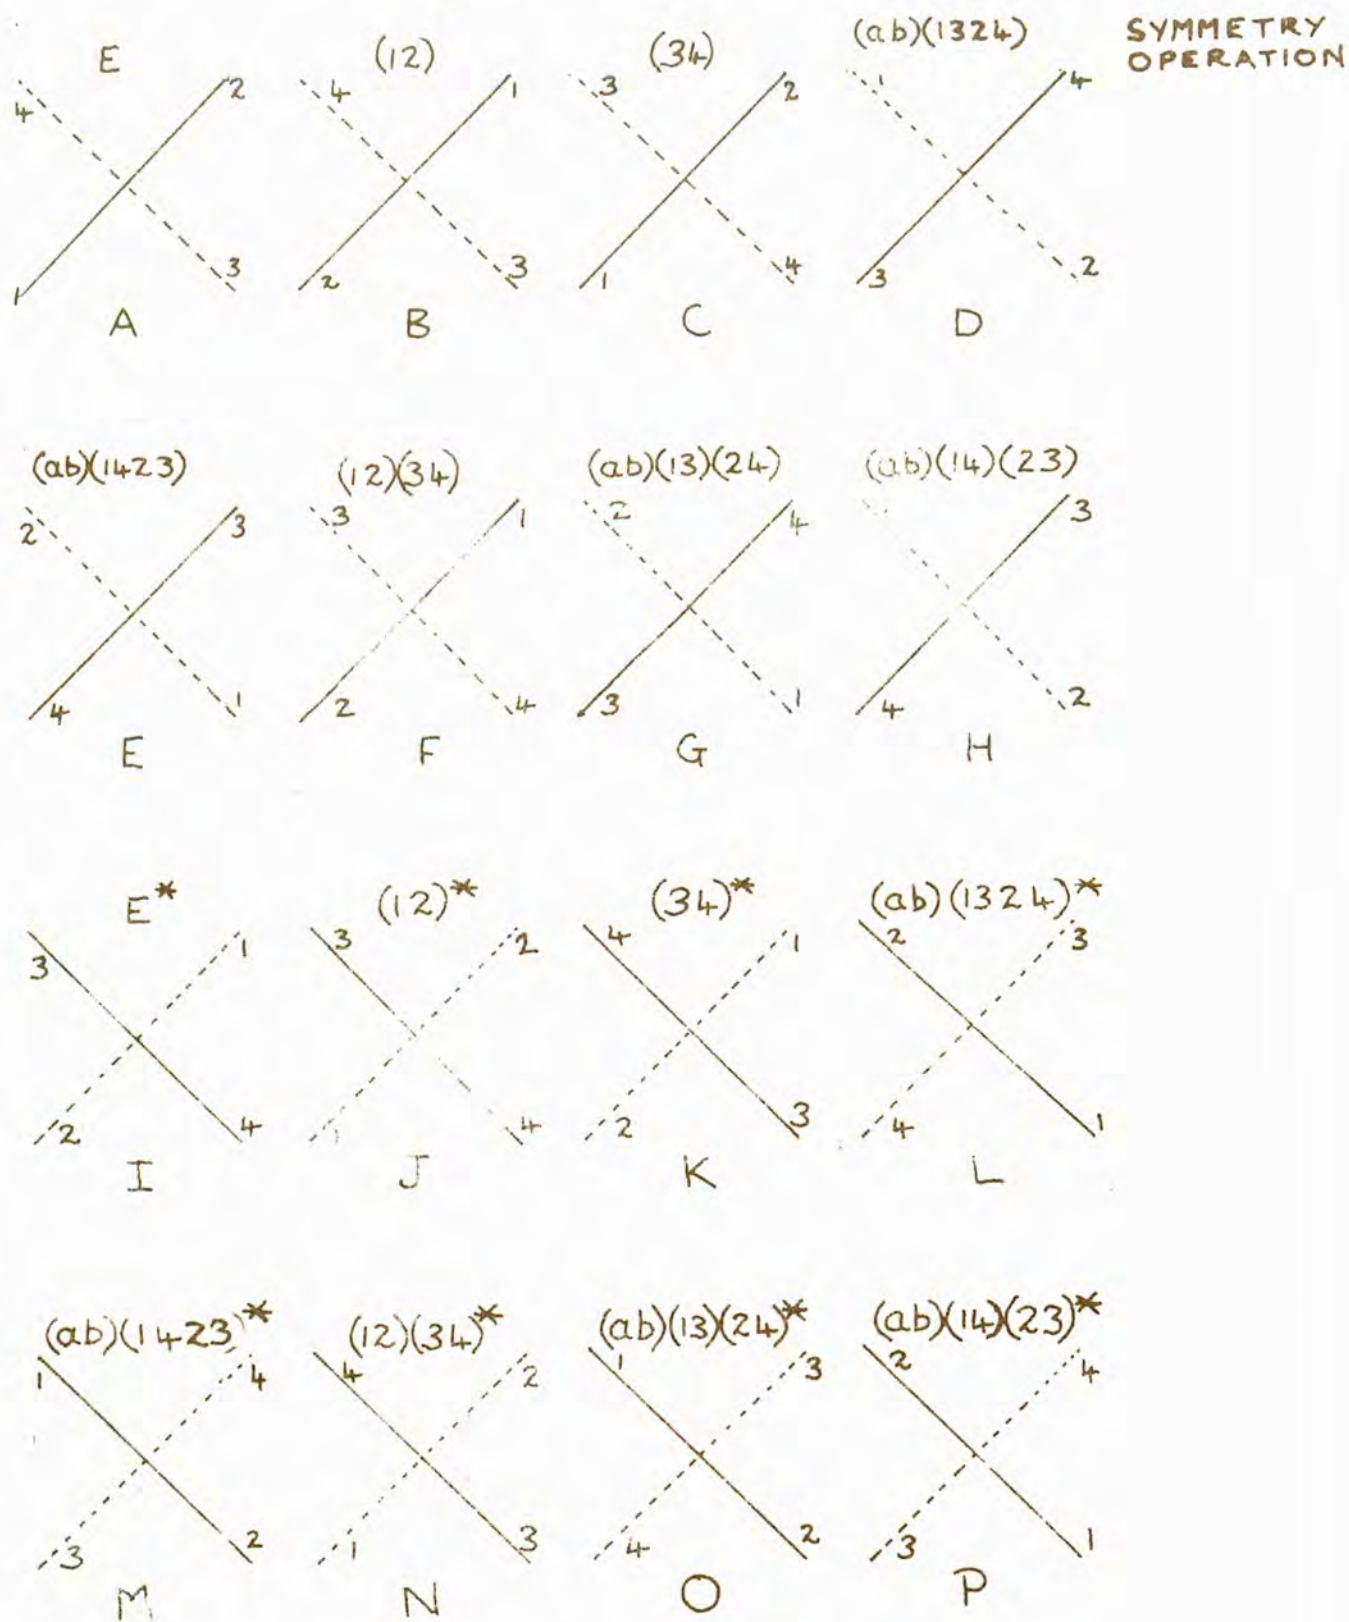 E (12) (34) (ab)(1324) SYMMETRY
OPERATION
4 2 4 1 3 2 1 4
1 3 2 3 1 4 3 2
A B C D
(ab)(1423) (12)(34) (ab)(13)(24) (ab)(14)(23)
2 3 3 1 2 4 3
4 1 2 4 3 1 4 2
E F G H
E* (12)* (34)* (ab)(1324)*
3 1 3 2 4 1 2 3
2 4 4 2 3 4 1
I J K L
(ab)(1423)* (12)(34)* (ab)(13)(24)* (ab)(14)(23)*
1 4 4 2 1 3 2 4
3 2 1 3 4 2 3 1
M N O P